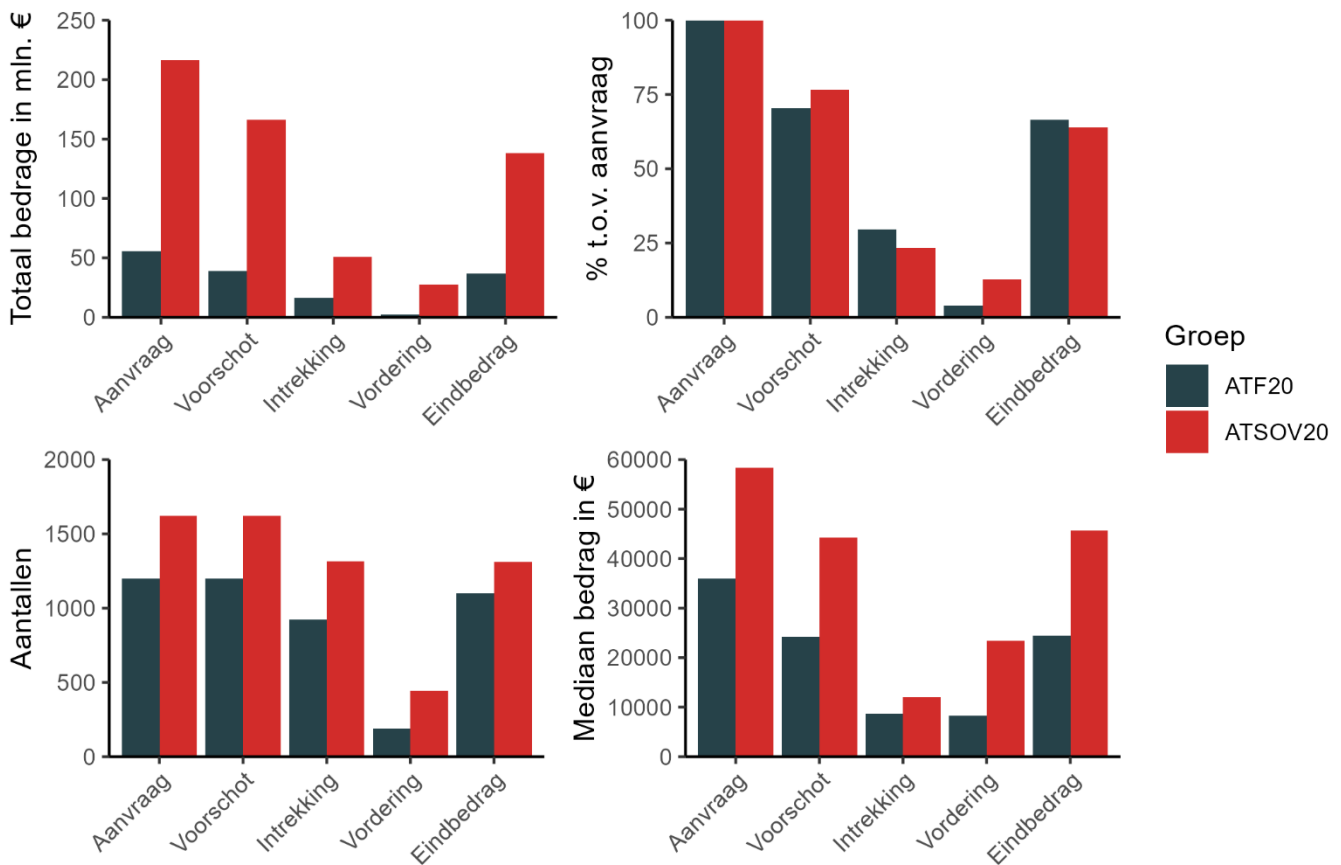 Totaal bedrage in mln. €
250
200
150
100
50
0
Aanvraag
Voorschot
Intrekking
Vordering
Eindbedrag
% t.o.v. aanvraag
100
75
50
25
0
Aanvraag
Voorschot
Intrekking
Vordering
Eindbedrag
Groep
ATF20
ATSOV20
Aantallen
2000
1500
1000
500
0
Aanvraag
Voorschot
Intrekking
Vordering
Eindbedrag
Mediaan bedrag in €
60000
50000
40000
30000
20000
10000
0
Aanvraag
Voorschot
Intrekking
Vordering
Eindbedrag